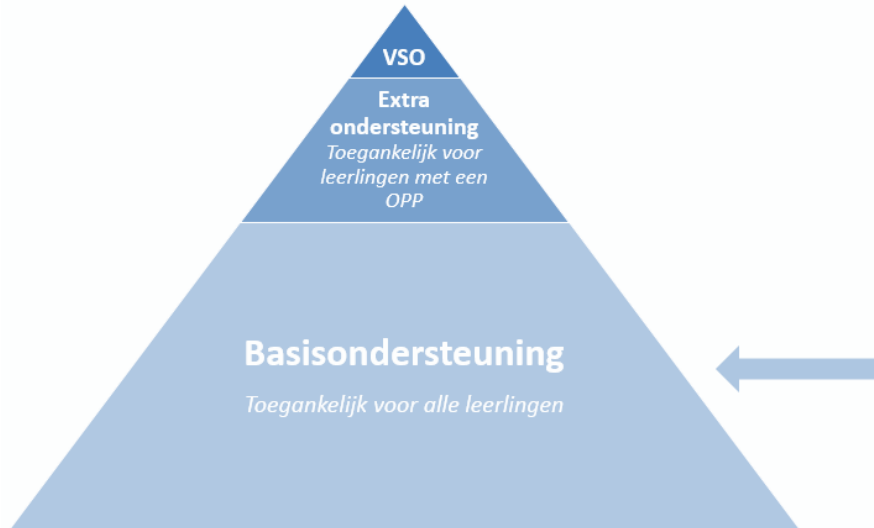 VSO
Extra
ondersteuning
Toegankelijk voor
leerlingen met een
OPP
Basisondersteuning
Toegankelijk voor alle leerlingen